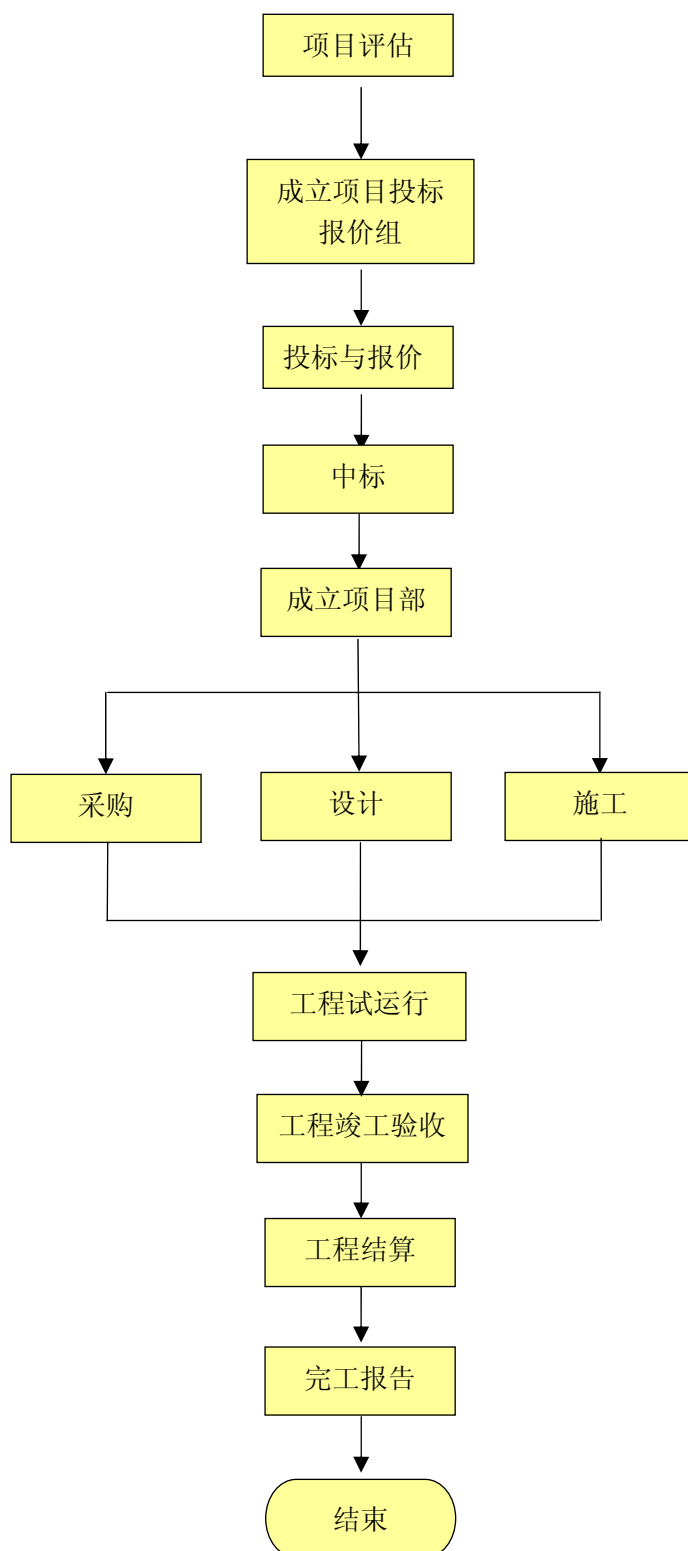 项目评估
成立项目投标
报价组
投标与报价
中标
成立项目部
采购
设计
施工
工程试运行
工程竣工验收
工程结算
完工报告
结束